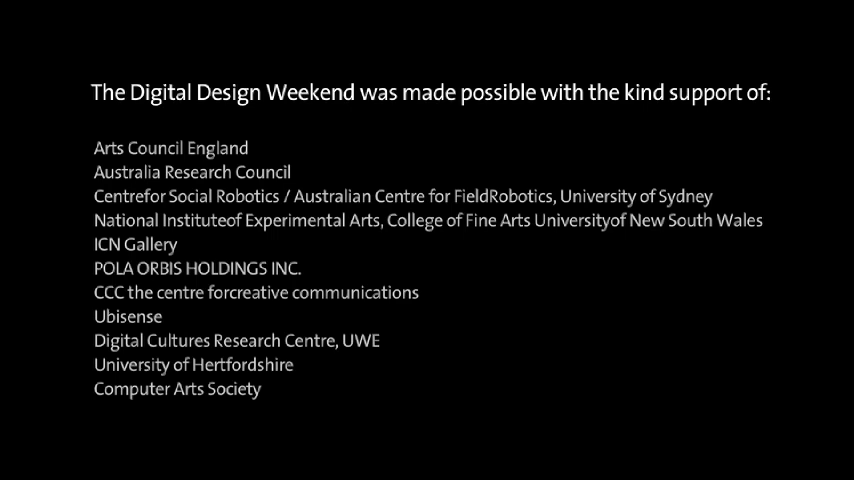 The Digital Design Weekend was made possible with the kind support of:
Arts Council England
Australia Research Council
Centrefor Social Robotics / Australian Centre for FieldRobotics, University of Sydney
National Instituteof Experimental Arts, College of Fine Arts Universityof New South Wales
ICN Gallery
POLA ORBIS HOLDINGS INC.
CCC the centre forcreative communications
Ubisense
Digital Cultures Research Centre, UWE
University of Hertfordshire
Computer Arts Society